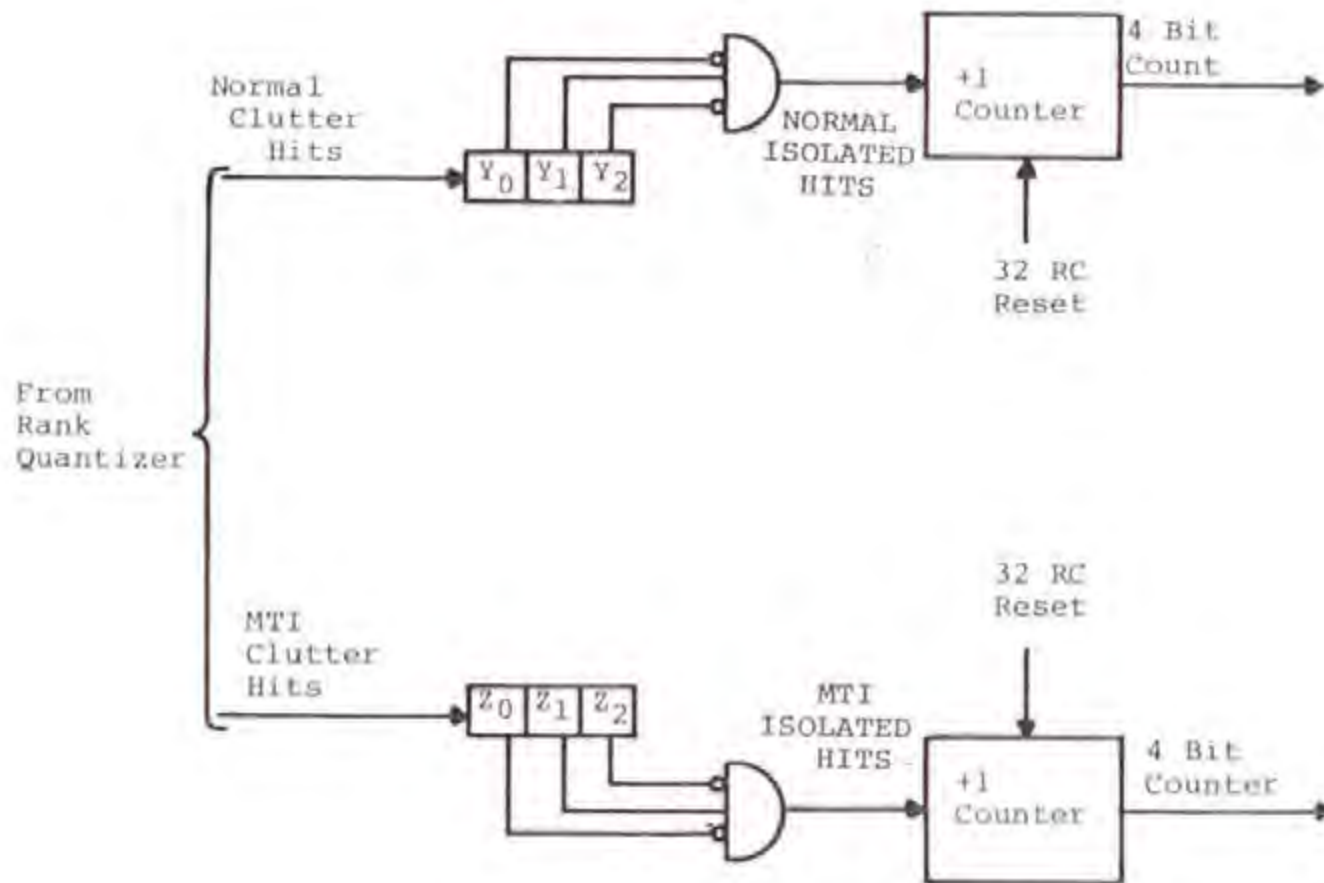 Normal
Clutter
Hits
Y0 Y1 Y2
NORMAL
ISOLATED
HITS
+1
Counter
4 Bit
Count
32 RC
Reset
From
Rank
Quantizer
32 RC
Reset
MTI
Clutter
Hits
Z0 Z1 Z2
MTI
ISOLATED
HITS
+1
Counter
4 Bit
Counter